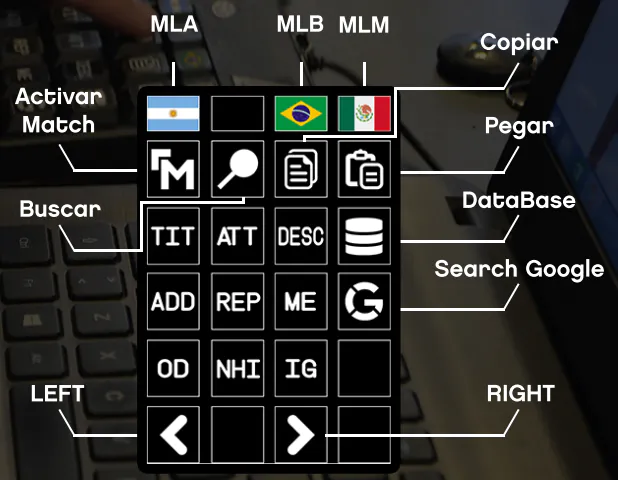 MLA
MLB
MLM
Copiar
Activar
Match
Pegar
Buscar
DataBase
TIT
ATT
DESC
Search Google
ADD
REP
ME
OD
NHI
IG
LEFT
RIGHT